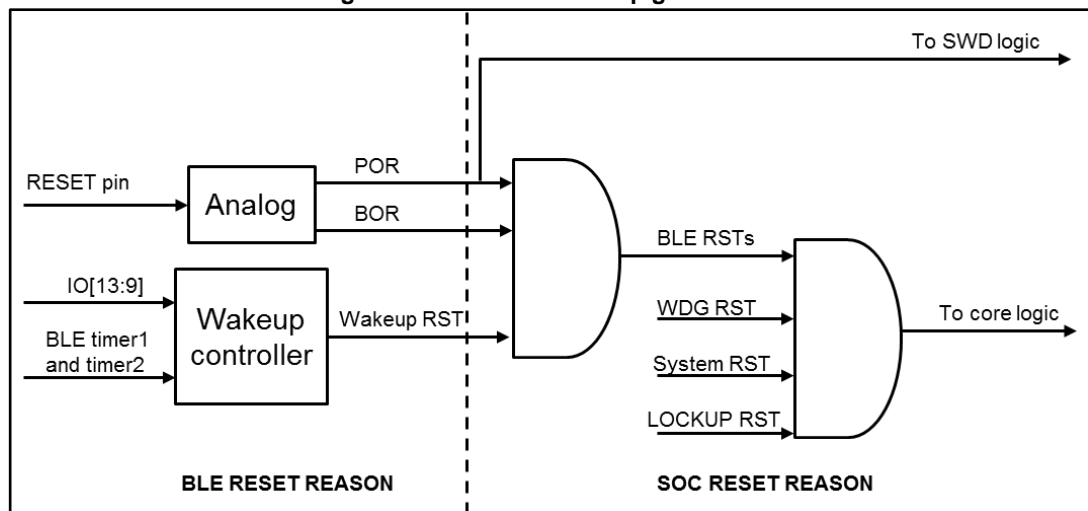 To SWD logic
POR
RESET pin
Analog
BOR
BLE RSTs
IO[13:9]
WDG RST
Wakeup
controller
Wakeup RST
To core logic
BLE timer1
and timer2
System RST
LOCKUP RST
BLE RESET REASON
SOC RESET REASON